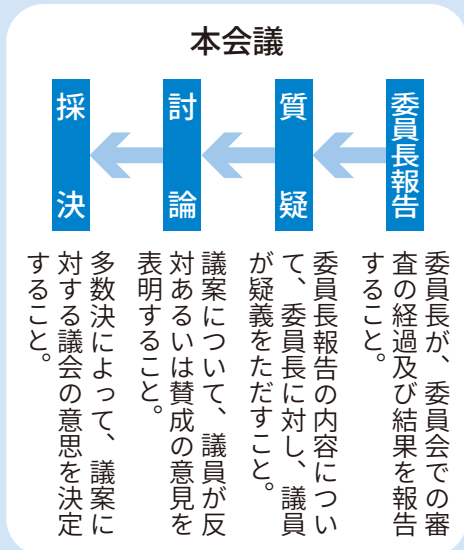 本会議
委員長報告
委員長が、委員会での審
査の経過及び結果を報告
すること。
質疑
委員長報告の内容につい
て、委員長に対し、議員
が疑義をただすこと。
討論
議案について、議員が反
対あるいは賛成の意見を
表明すること。
採決
多数決によって、議案に
対する議会の意思を決定
すること。